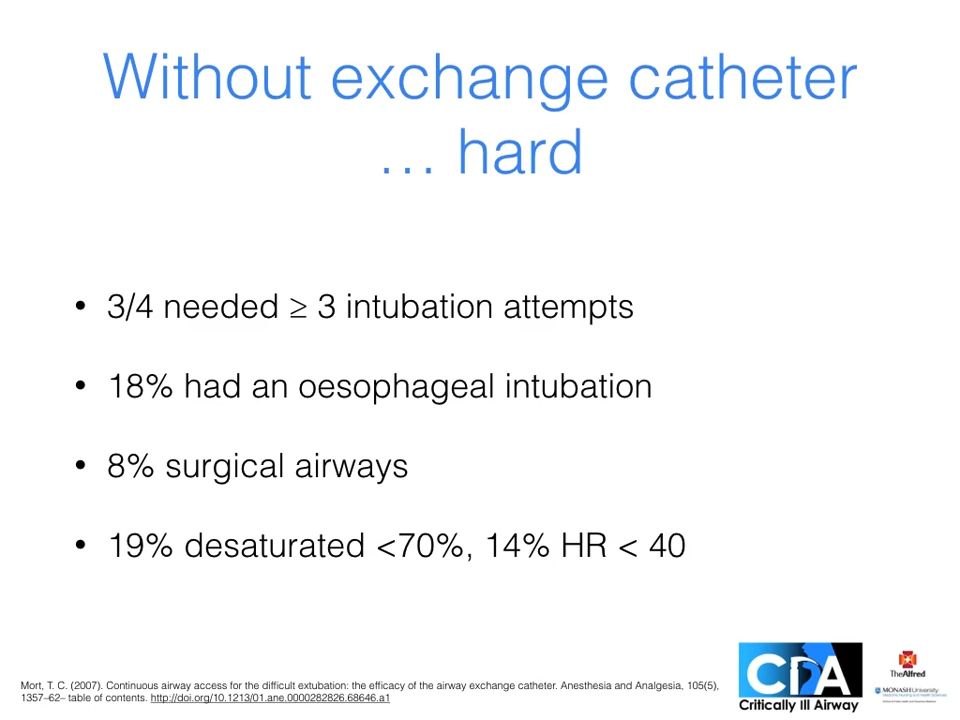 Without exchange catheter
… hard
• 3/4 needed ≥ 3 intubation attempts
• 18% had an oesophageal intubation
• 8% surgical airways
• 19% desaturated <70%, 14% HR < 40
Mort, T. C. (2007). Continuous airway access for the difficult extubation: the efficacy of the airway exchange catheter. Anesthesia and Analgesia, 105(5),
1357–62– table of contents. http://doi.org/10.1213/01.ane.0000282826.68646.a1
CIA
Critically Ill Airway
TheAlfred
MONASH University